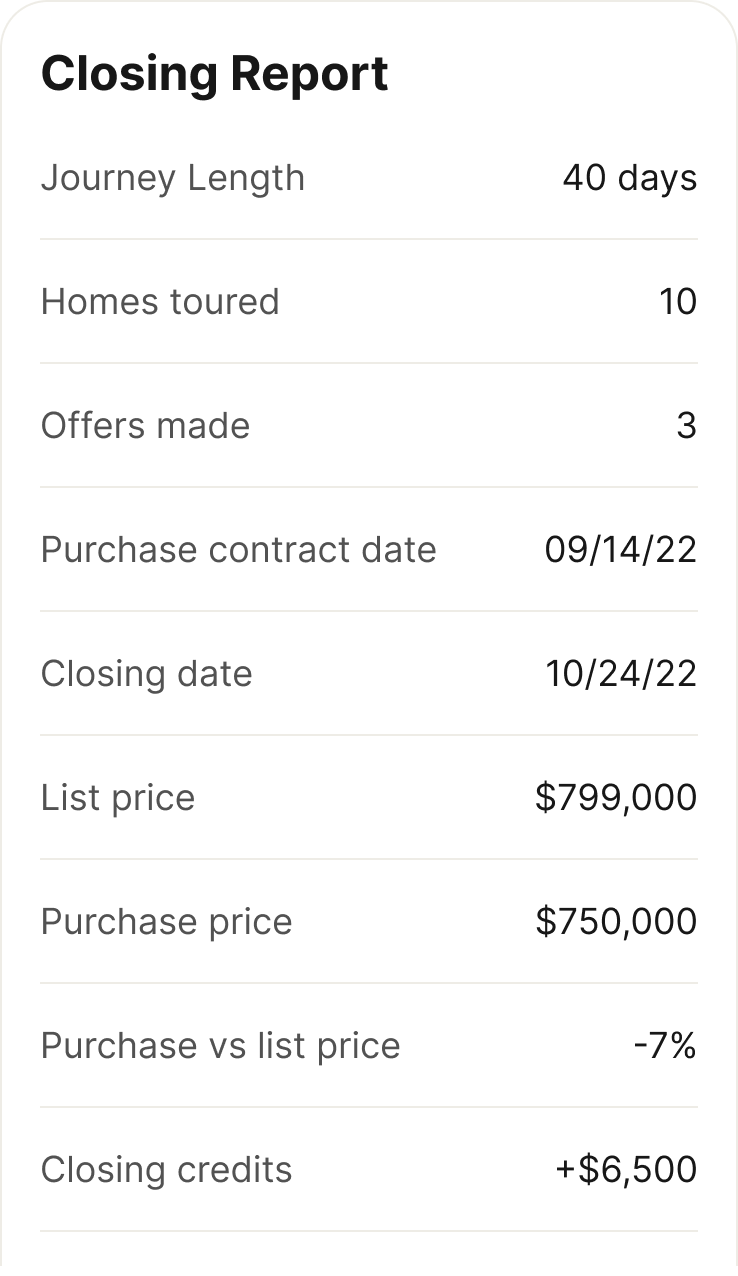 Closing Report
Journey Length 40 days
Homes toured 10
Offers made 3
Purchase contract date 09/14/22
Closing date 10/24/22
List price $799,000
Purchase price $750,000
Purchase vs list price -7%
Closing credits +$6,500